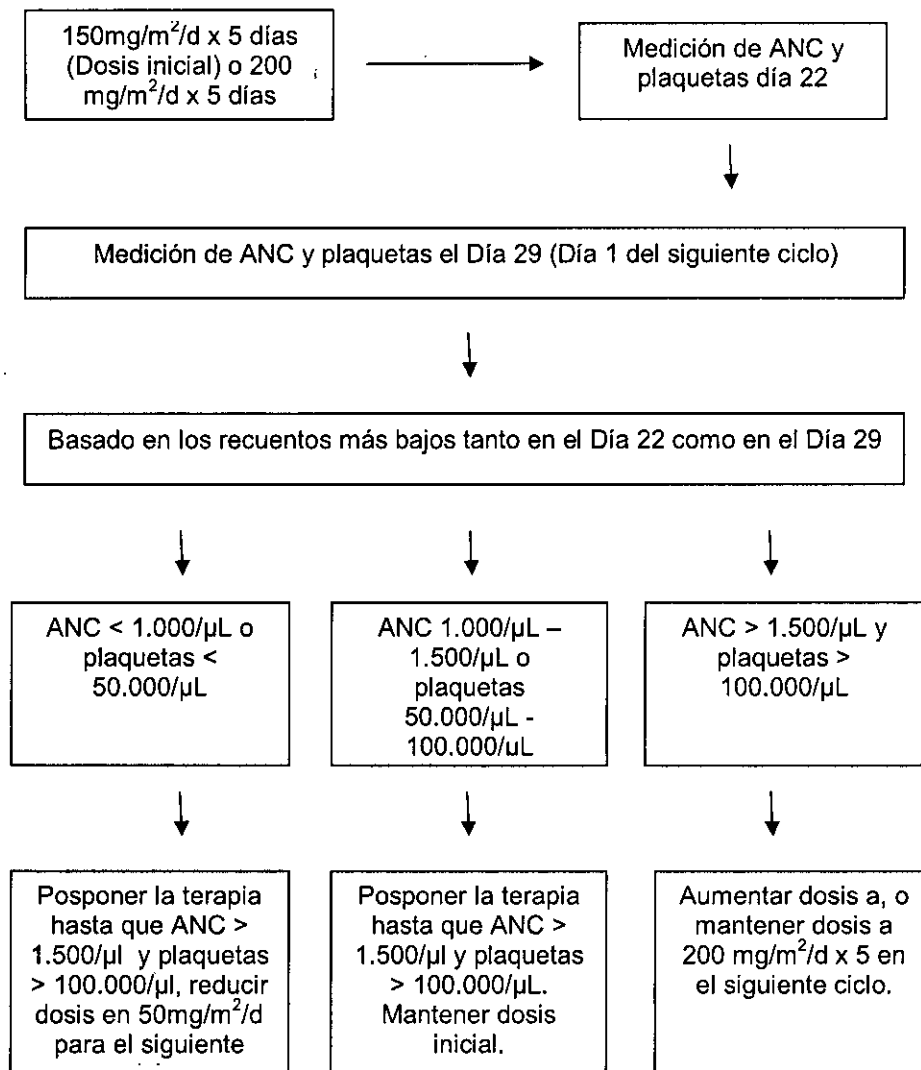 150mg/m²/d x 5 días
(Dosis inicial) o 200
mg/m²/d x 5 días
Medición de ANC y
plaquetas día 22
Medición de ANC y plaquetas el Día 29 (Día 1 del siguiente ciclo)
Basado en los recuentos más bajos tanto en el Día 22 como en el Día 29
ANC < 1.000/µL o
plaquetas <
50.000/µL
ANC 1.000/µL –
1.500/µL o
plaquetas
50.000/µL -
100.000/uL
ANC > 1.500/µL y
plaquetas >
100.000/µL
Posponer la terapia
hasta que ANC >
1.500/µl y plaquetas
> 100.000/µl, reducir
dosis en 50mg/m²/d
para el siguiente
Posponer la terapia
hasta que ANC >
1.500/µl y plaquetas
> 100.000/µL.
Mantener dosis
inicial.
Aumentar dosis a, o
mantener dosis a
200 mg/m²/d x 5 en
el siguiente ciclo.